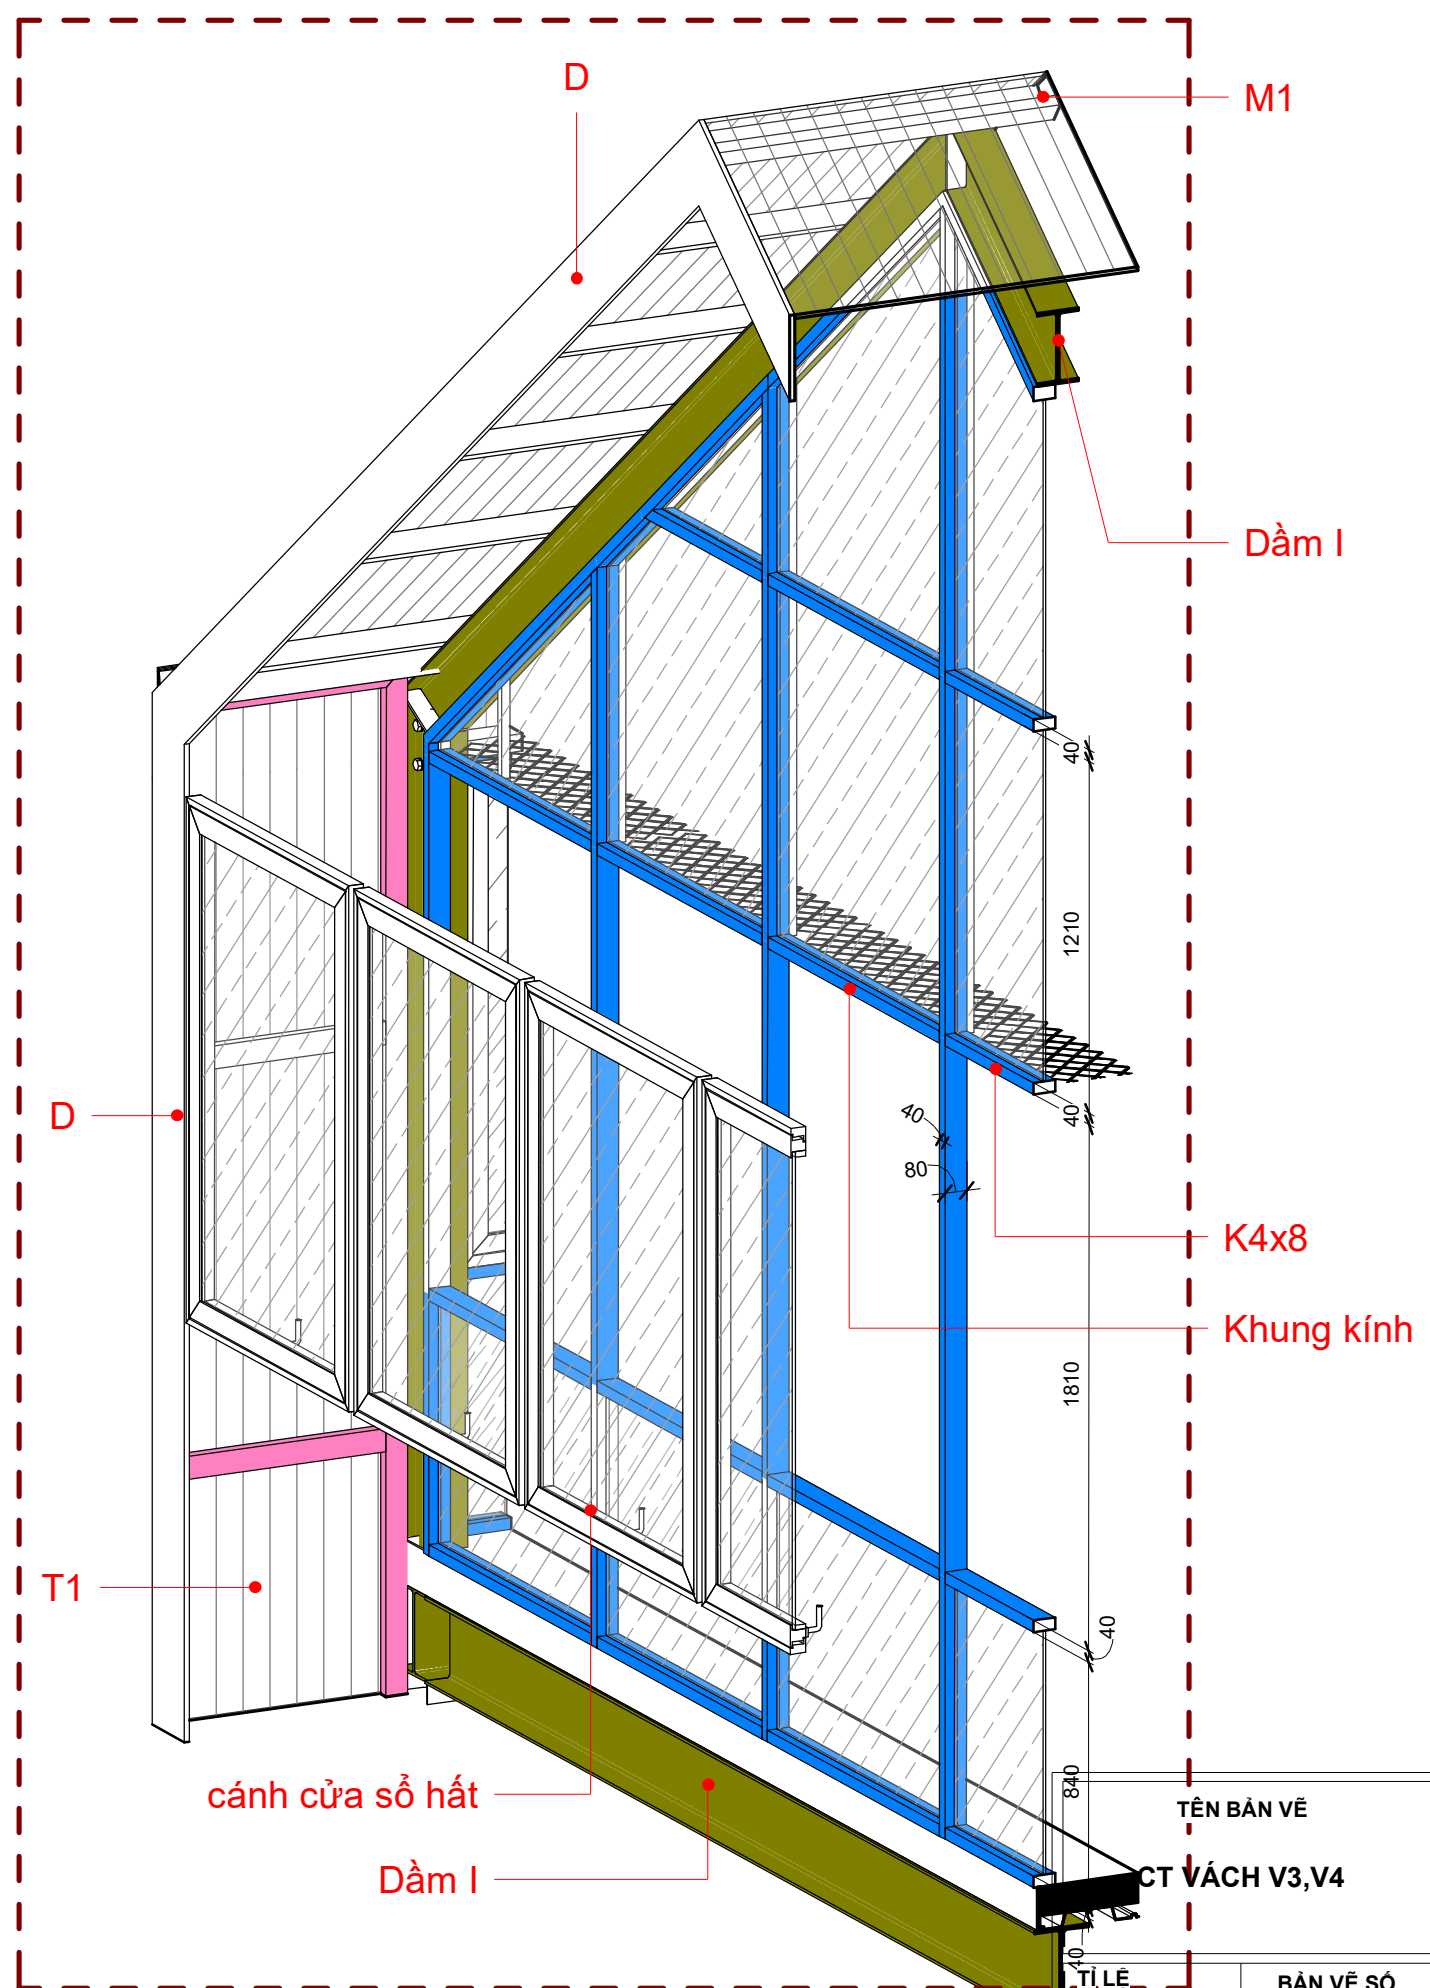 D
M1
Dầm I
40
1210
D
40
40
80
K4x8
Khung kính
1810
T1
40
cánh cửa sổ hất
840
TÊN BẢN VẼ
Dầm I
CT VÁCH V3,V4
40
TỈ LỆ
BẢN VẼ SỐ